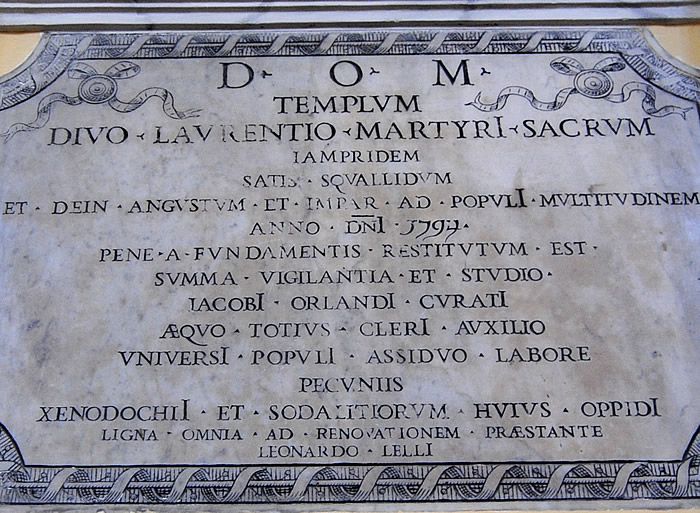 D · O · M ·
TEMPLVM
DIVO · LAVRENTIO · MARTYRI · SACRVM
IAMPRIDEM
SATIS · SQVALLIDVM
ET · DEIN · ANGVSTVM · ET · IMPAR · AD · POPVLI · MVLTITVDINEM
ANNO · DNI · 1794 ·
PENE · A · FVNDAMENTIS · RESTITVTVM · EST ·
SVMMA · VIGILANTIA · ET · STVDIO ·
IACOBI · ORLANDI · CVRATI
ÆQVO · TOTIVS · CLERI · AVXILIO
VNIVERSI · POPVLI · ASSIDVO · LABORE
PECVNIIS
XENODOCHII · ET · SODALITIORVM · HVIVS · OPPIDI
LIGNA · OMNIA · AD · RENOVATIONEM · PRÆSTANTE
LEONARDO · LELLI